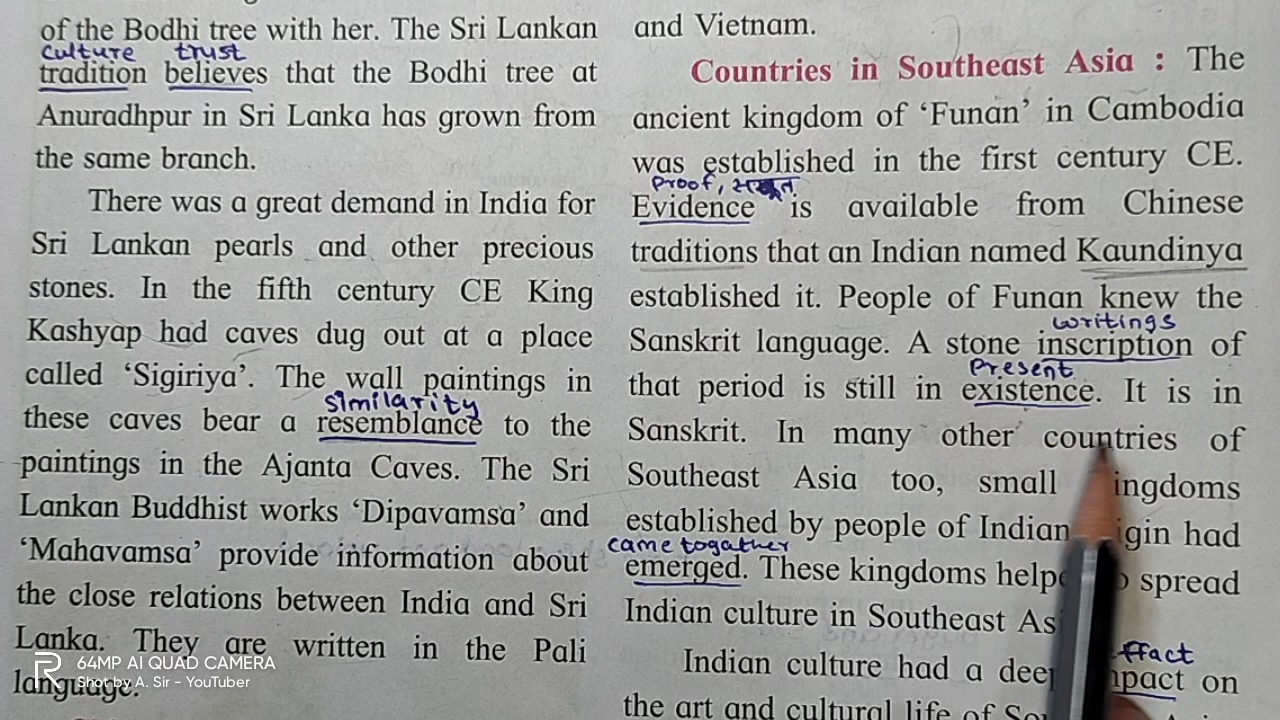 of the Bodhi tree with her. The Sri Lankan
culture trust
tradition believes that the Bodhi tree at
Anuradhpur in Sri Lanka has grown from
the same branch.
There was a great demand in India for
Sri Lankan pearls and other precious
stones. In the fifth century CE King
Kashyap had caves dug out at a place
called ‘Sigiriya’. The wall paintings in
similarity
these caves bear a resemblance to the
paintings in the Ajanta Caves. The Sri
Lankan Buddhist works ‘Dipavamsa’ and
‘Mahavamsa’ provide information about
the close relations between India and Sri
Lanka. They are written in the Pali
language.
and Vietnam.
Countries in Southeast Asia : The
ancient kingdom of ‘Funan’ in Cambodia
was established in the first century CE.
Proof,
Evidence is available from Chinese
traditions that an Indian named Kaundinya
established it. People of Funan knew the
writings
Sanskrit language. A stone inscription of
Present
that period is still in existence. It is in
Sanskrit. In many other countries of
Southeast Asia too, small ingdoms
established by people of Indian igin had
came togather
emerged. These kingdoms help spread
Indian culture in Southeast As
ffact
Indian culture had a dee mpact on
the art and cultural life of So
64MP AI QUAD CAMERA
Shot by A. Sir - YouTuber